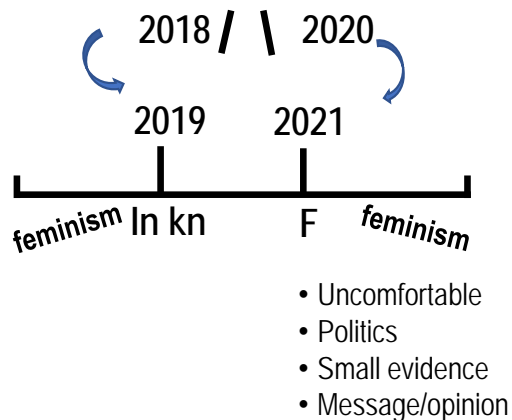 2018 2020
2019 2021
feminism In kn F feminism
• Uncomfortable
• Politics
• Small evidence
• Message/opinion